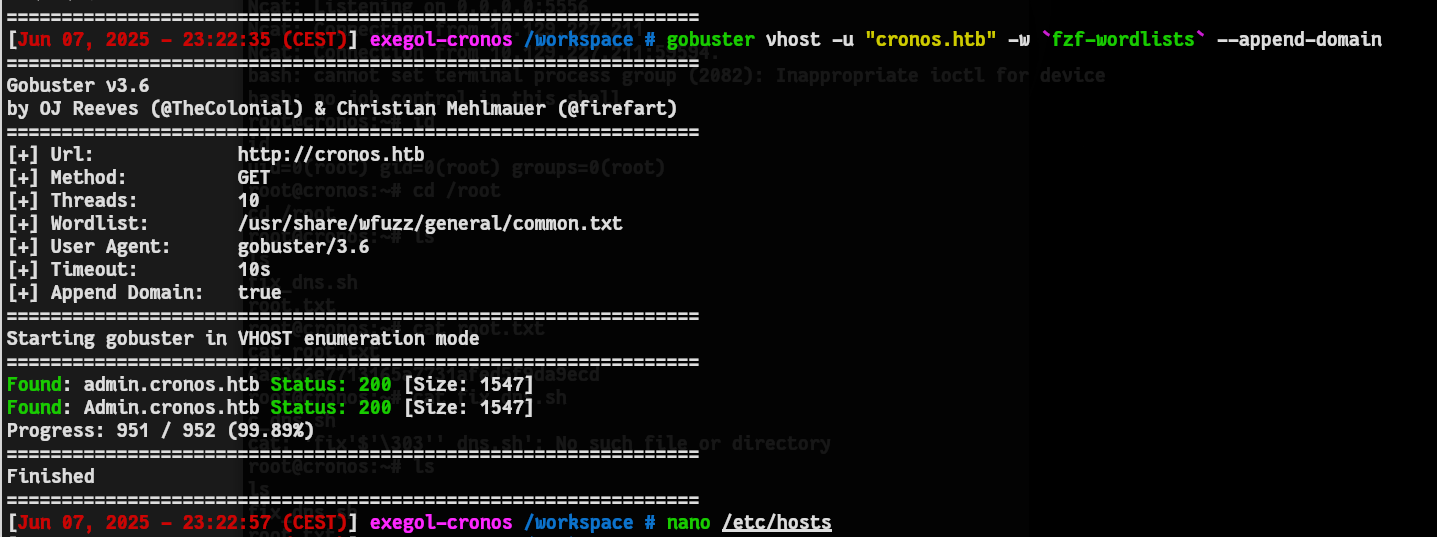 ===============================================================
[Jun 07, 2025 - 23:22:35 (CEST)] exegol-cronos /workspace # gobuster vhost -u "cronos.htb" -w `fzf-wordlists` --append-domain
===============================================================
Gobuster v3.6
by OJ Reeves (@TheColonial) & Christian Mehlmauer (@firefart)
===============================================================
[+] Url:             http://cronos.htb
[+] Method:          GET
[+] Threads:         10
[+] Wordlist:        /usr/share/wfuzz/general/common.txt
[+] User Agent:      gobuster/3.6
[+] Timeout:         10s
[+] Append Domain:   true
===============================================================
Starting gobuster in VHOST enumeration mode
===============================================================
Found: admin.cronos.htb Status: 200 [Size: 1547]
Found: Admin.cronos.htb Status: 200 [Size: 1547]
Progress: 951 / 952 (99.89%)
===============================================================
Finished
===============================================================
[Jun 07, 2025 - 23:22:57 (CEST)] exegol-cronos /workspace # nano /etc/hosts